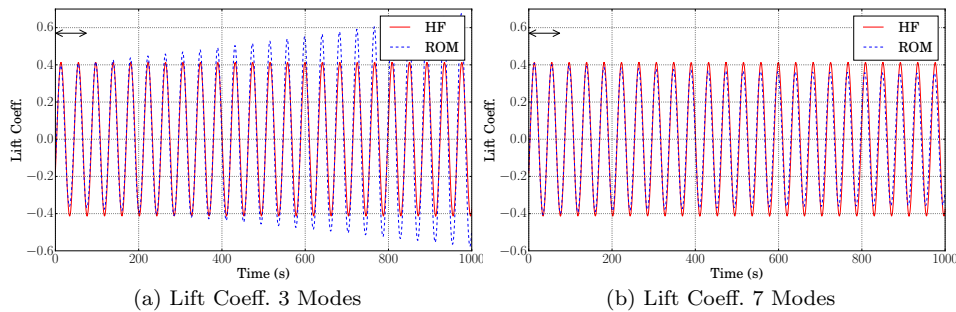 0.6
0.4
0.2
0.0
−0.2
−0.4
−0.6
Lift Coeff.
0 200 400 600 800 1000
Time (s)
HF
ROM
(a) Lift Coeff. 3 Modes
0.6
0.4
0.2
0.0
−0.2
−0.4
−0.6
Lift Coeff.
0 200 400 600 800 1000
Time (s)
HF
ROM
(b) Lift Coeff. 7 Modes